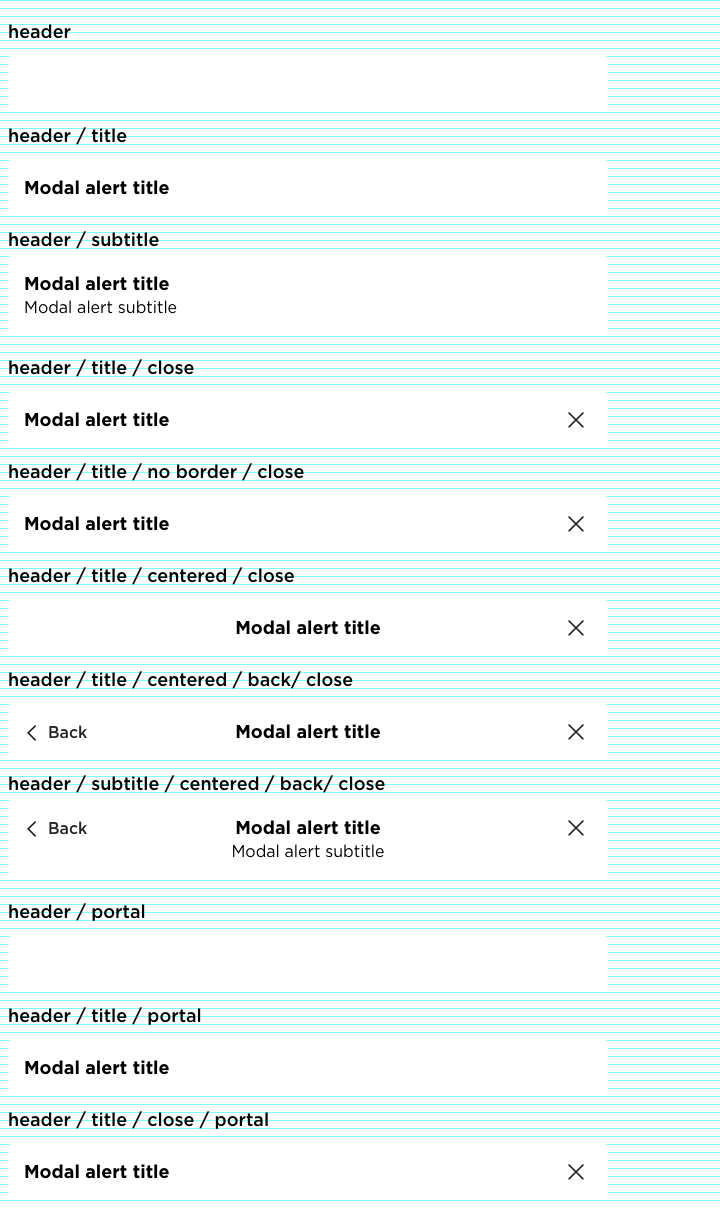 header
header / title
Modal alert title
header / subtitle
Modal alert title
Modal alert subtitle
header / title / close
Modal alert title
header / title / no border / close
Modal alert title
header / title / centered / close
Modal alert title
header / title / centered / back/ close
Back Modal alert title
header / subtitle / centered / back/ close
Back Modal alert title
Modal alert subtitle
header / portal
header / title / portal
Modal alert title
header / title / close / portal
Modal alert title